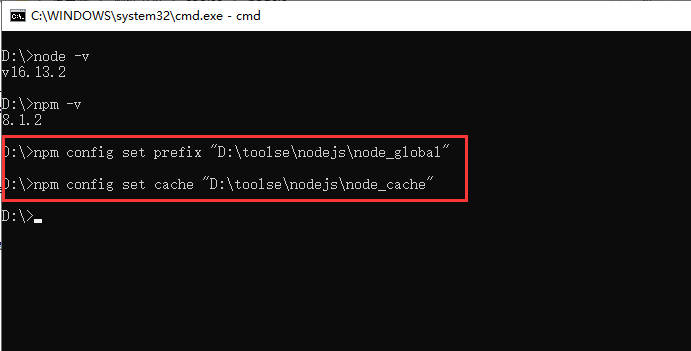 C:\WINDOWS\system32\cmd.exe - cmd
D:\>node -v
v16.13.2
D:\>npm -v
8.1.2
D:\>npm config set prefix "D:\toolse\nodejs\node_global"
D:\>npm config set cache "D:\toolse\nodejs\node_cache"
D:\>